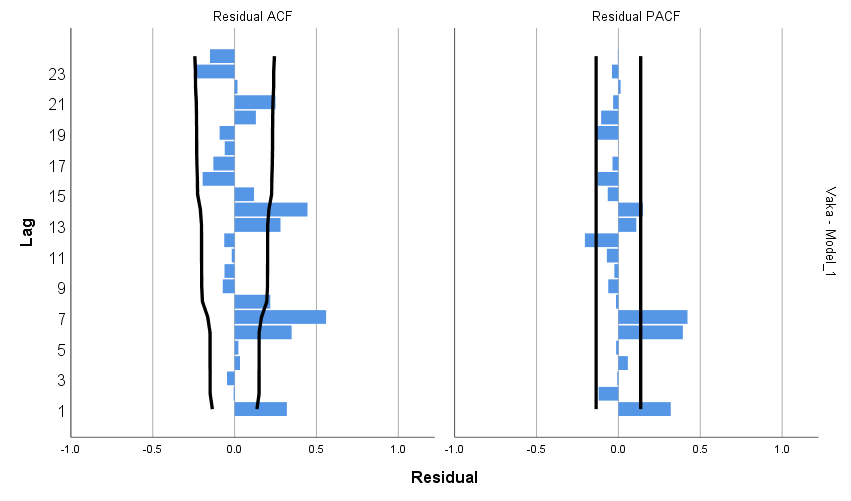 Residual ACF
Residual PACF
Lag
23
21
19
17
15
13
11
9
7
5
3
1
-1.0 -0.5 0.0 0.5 1.0
-1.0 -0.5 0.0 0.5 1.0
Residual
Vaka - Model_1